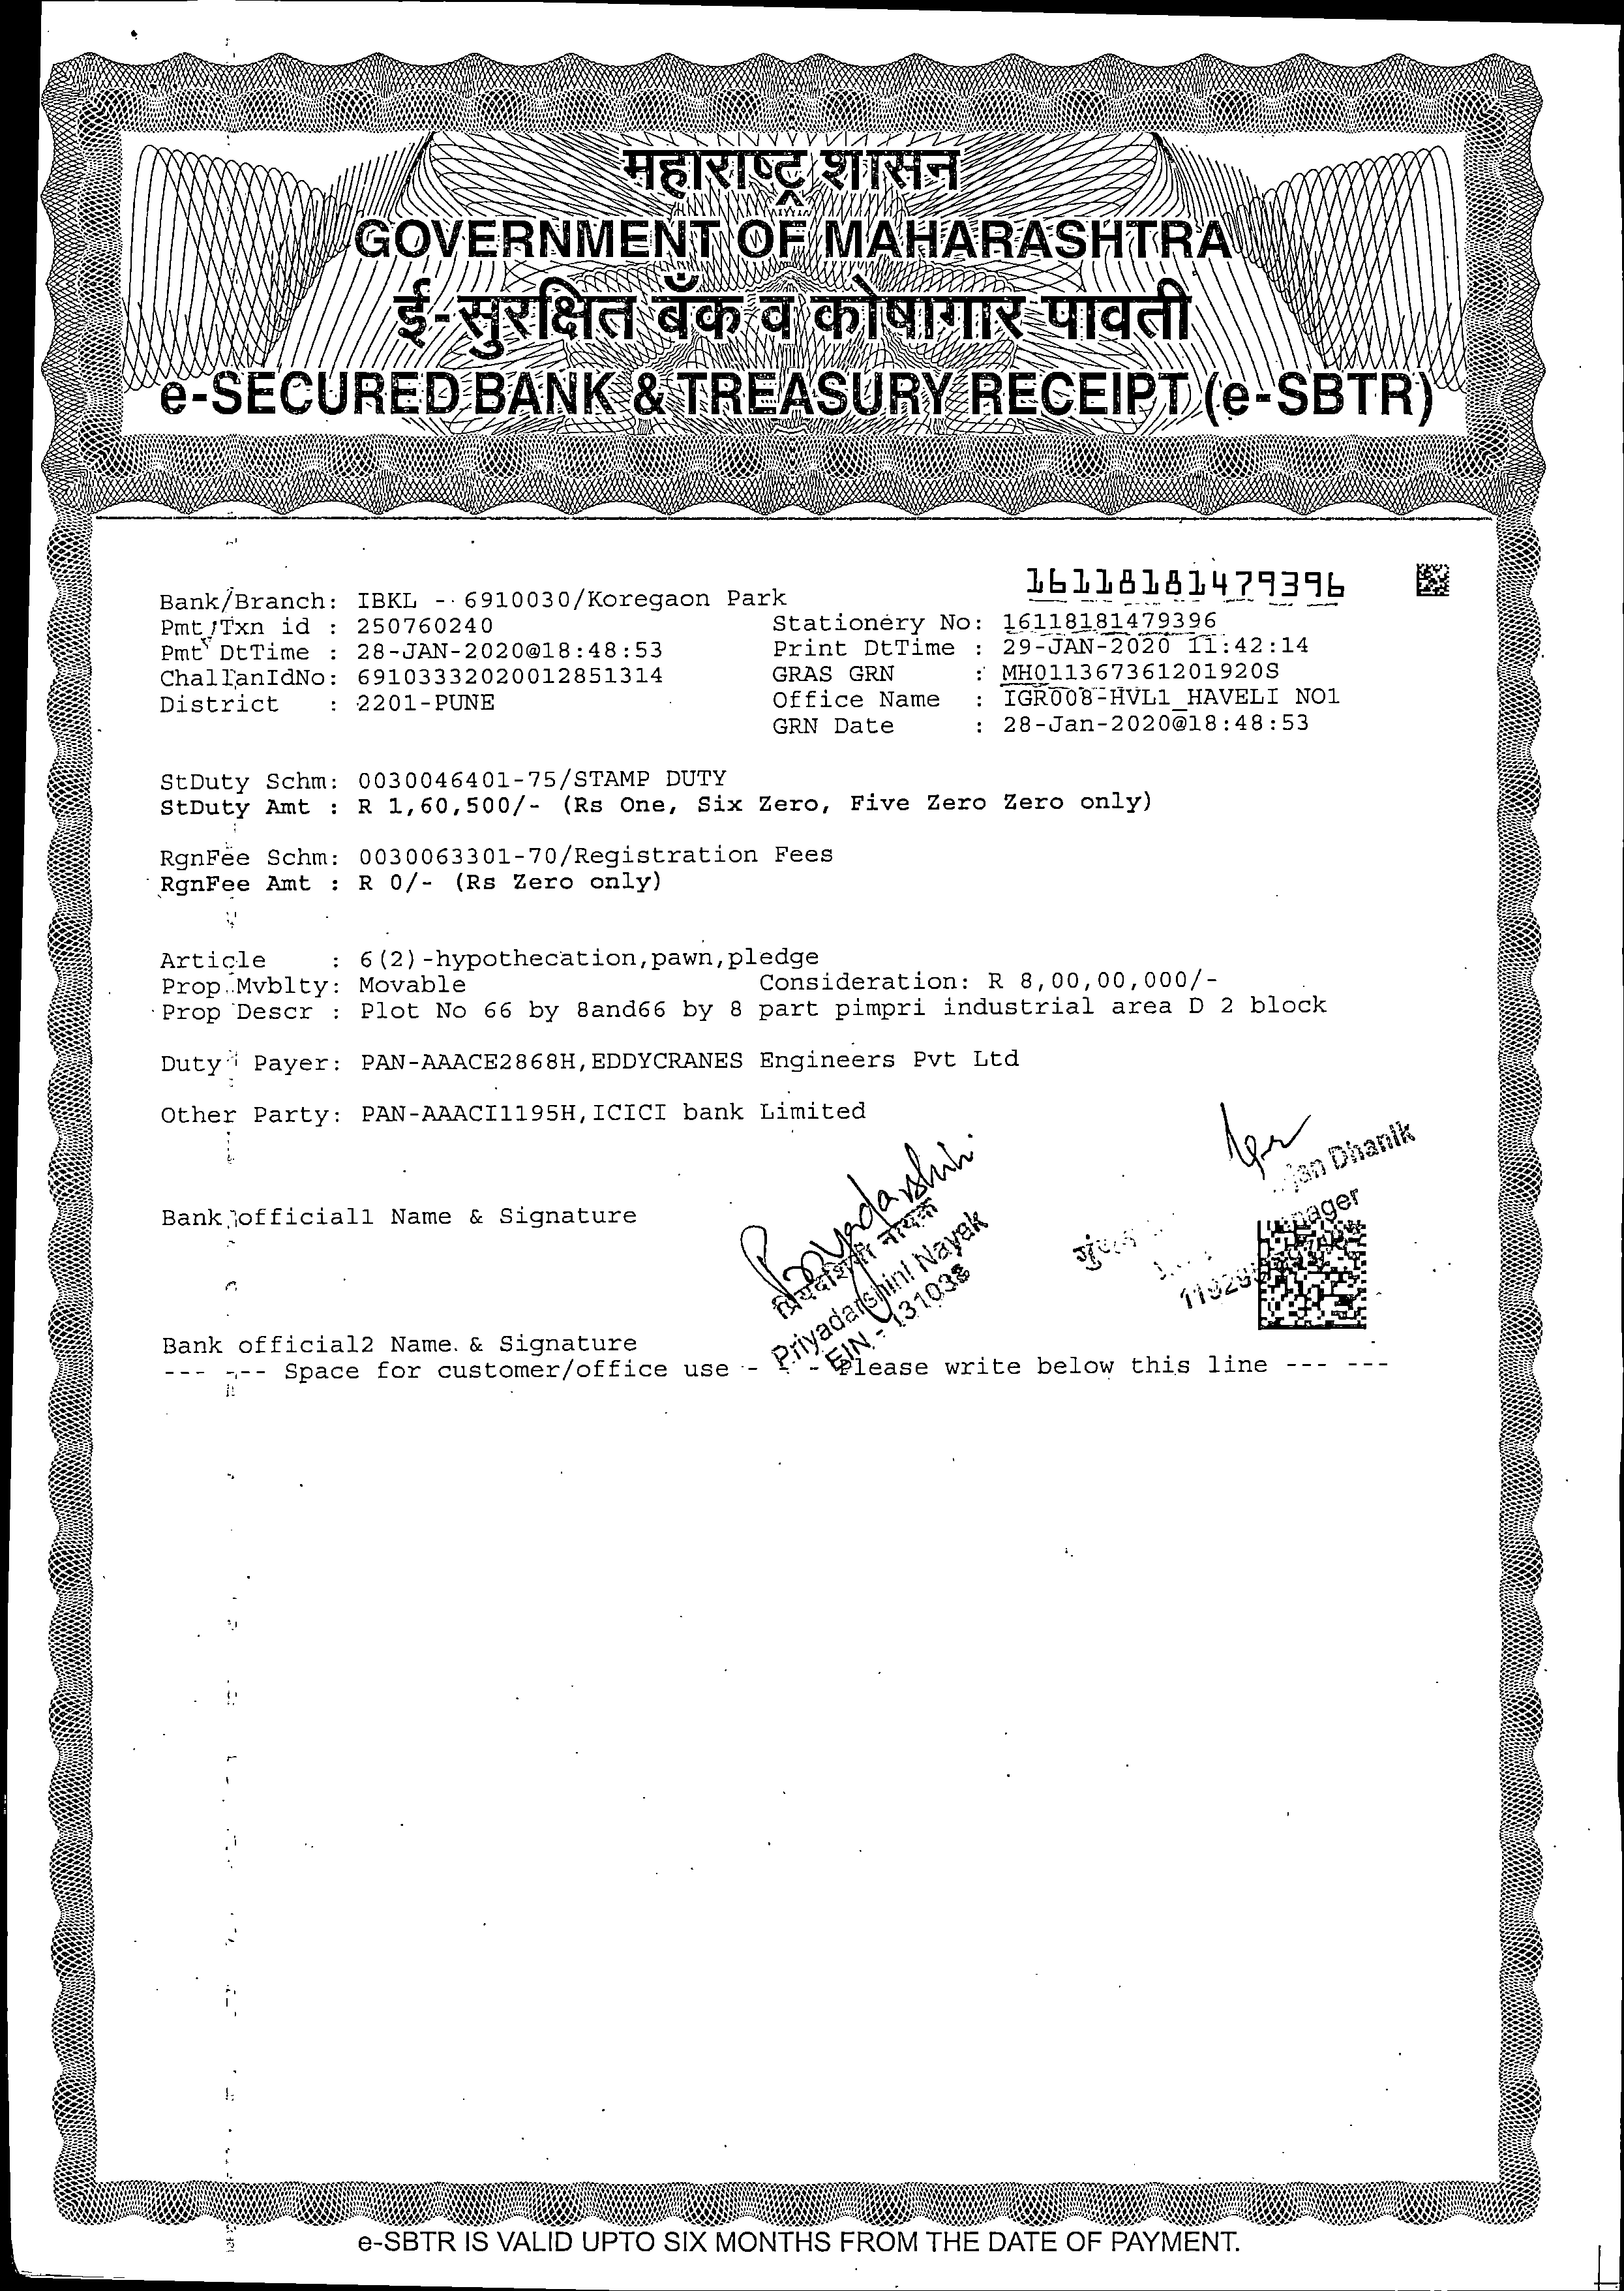 महाराष्ट्र शासन
GOVERNMENT OF MAHARASHTRA
ई-सुरक्षित बँक व कोषागार पावती
e-SECURED BANK & TREASURY RECEIPT (e-SBTR)
16118181479396
Bank/Branch: IBKL - 6910030/Koregaon Park
Pmt Txn id : 250760240 Stationery No: 16118181479396
Pmt DtTime : 28-JAN-2020@18:48:53 Print DtTime : 29-JAN-2020 11:42:14
ChallanIdNo: 69103332020012851314 GRAS GRN : MH011367361201920S
District : 2201-PUNE Office Name : IGR008-HVL1_HAVELI NO1
GRN Date : 28-Jan-2020@18:48:53
StDuty Schm: 0030046401-75/STAMP DUTY
StDuty Amt : R 1,60,500/- (Rs One, Six Zero, Five Zero Zero only)
RgnFee Schm: 0030063301-70/Registration Fees
RgnFee Amt : R 0/- (Rs Zero only)
Article : 6(2)-hypothecation,pawn,pledge
Prop Mvblty: Movable Consideration: R 8,00,00,000/-
Prop Descr : Plot No 66 by 8and66 by 8 part pimpri industrial area D 2 block
Duty Payer: PAN-AAACE2868H,EDDYCRANES Engineers Pvt Ltd
Other Party: PAN-AAACI1195H,ICICI bank Limited
Dhanik
Bank official1 Name & Signature
Priyadarshini
प्रियदर्शिनी नायक
Priyadarshini Nayak
EIN - 131038
Bank official2 Name & Signature
--- --- Space for customer/office use - - - Please write below this line --- ---
e-SBTR IS VALID UPTO SIX MONTHS FROM THE DATE OF PAYMENT.